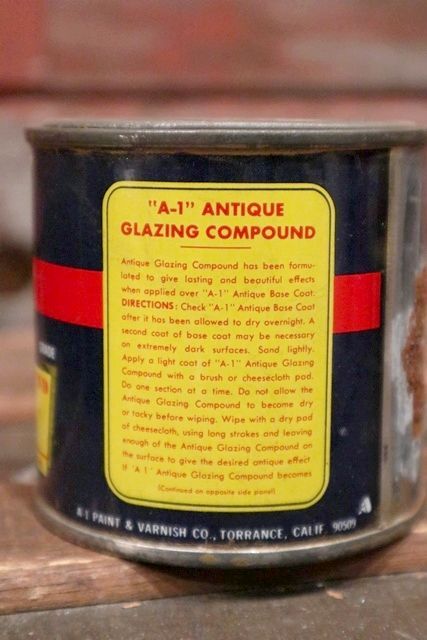 "A-1" ANTIQUE
GLAZING COMPOUND
Antique Glazing Compound has been formu-
lated to give lasting and beautiful effects
when applied over "A-1" Antique Base Coat.
DIRECTIONS: Check "A-1" Antique Base Coat
after it has been allowed to dry overnight. A
second coat of base coat may be necessary
on extremely dark surfaces. Sand lightly.
Apply a light coat of "A-1" Antique Glazing
Compound with a brush or cheesecloth pad.
Do one section at a time. Do not allow the
Antique Glazing Compound to become dry
or tacky before wiping. Wipe with a dry pad
of cheesecloth, using long strokes and leaving
enough of the Antique Glazing Compound on
the surface to give the desired antique effect
If 'A 1' Antique Glazing Compound becomes
(Continued on opposite side panel)
A 1 PAINT & VARNISH CO., TORRANCE, CALIF. 90509
A